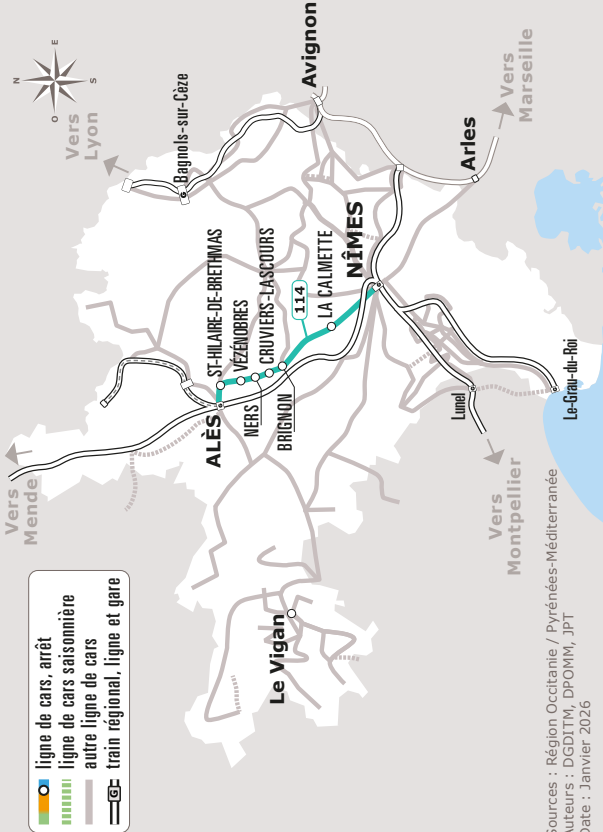 ligne de cars, arrêt
ligne de cars saisonnière
autre ligne de cars
G
train régional, ligne et gare
N
E
S
O
Vers
Mende
Vers
Lyon
G
Bagnols-sur-Cèze
Avignon
Vers
Marseille
Arles
ALÈS
ST-HILAIRE-DE-BRETHMAS
VÉZÉNOBRES
NERS
CRUVIERS-LASCOURS
BRIGNON
114
LA CALMETTE
NÎMES
Le Vigan
Lunel
Le-Grau-du-Roi
Vers
Montpellier
Sources : Région Occitanie / Pyrénées-Méditerranée
uteurs : DGDITM, DPOMM, JPT
Date : Janvier 2026